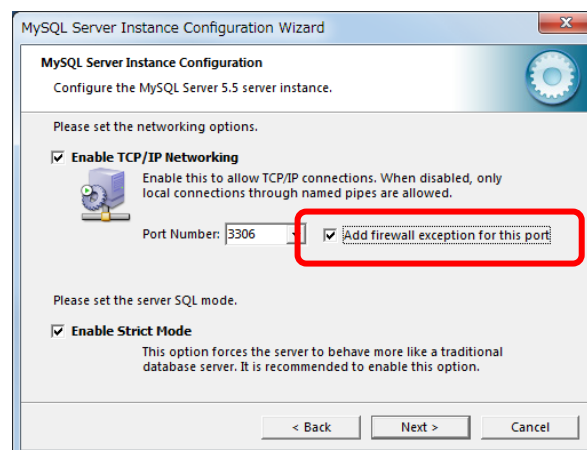 MySQL Server Instance Configuration Wizard
MySQL Server Instance Configuration
Configure the MySQL Server 5.5 server instance.
Please set the networking options.
Enable TCP/IP Networking
Enable this to allow TCP/IP connections. When disabled, only
local connections through named pipes are allowed.
Port Number: 3306 Add firewall exception for this port
Please set the server SQL mode.
Enable Strict Mode
This option forces the server to behave more like a traditional
database server. It is recommended to enable this option.
< Back Next > Cancel